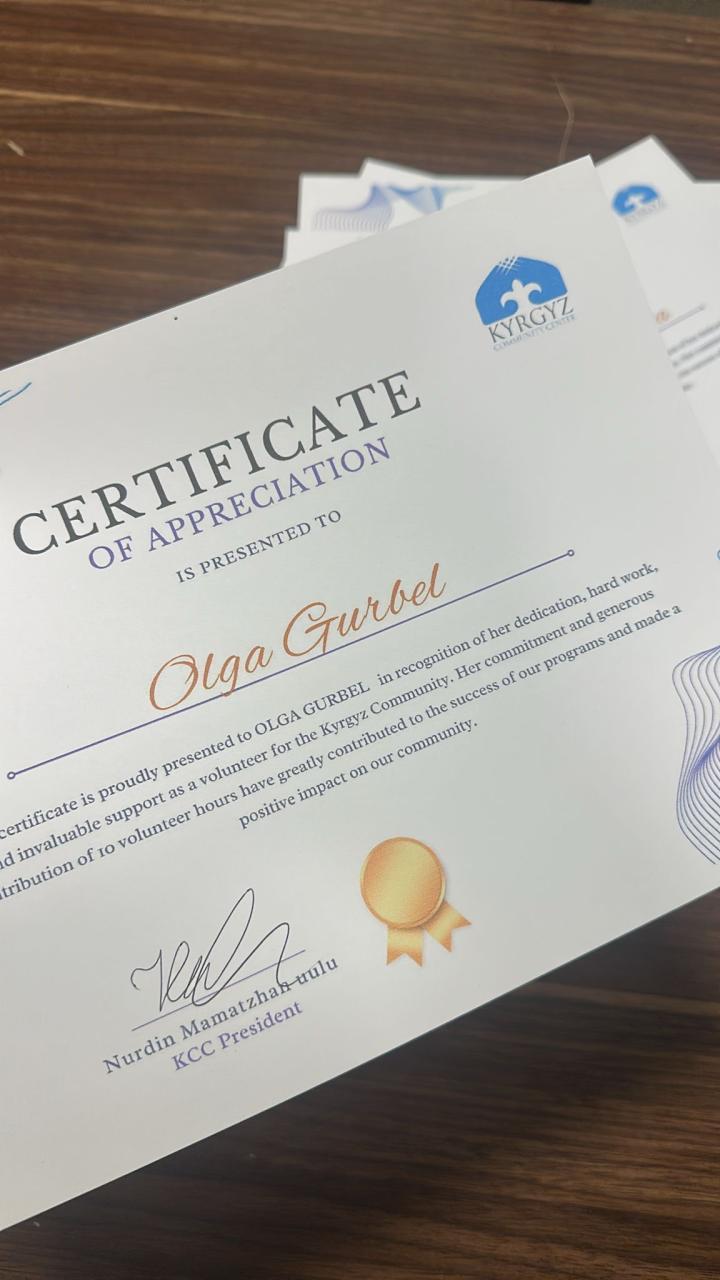 KYRGYZ
COMMUNITY CENTER
CERTIFICATE
OF APPRECIATION
IS PRESENTED TO
Olga Gurbel
certificate is proudly presented to OLGA GURBEL in recognition of her dedication, hard work,
invaluable support as a volunteer for the Kyrgyz Community. Her commitment and generous
of 10 volunteer hours have greatly contributed to the success of our programs and made a
positive impact on our community.
Nurdin Mamatzhan uulu
KCC President
KYRGYZ